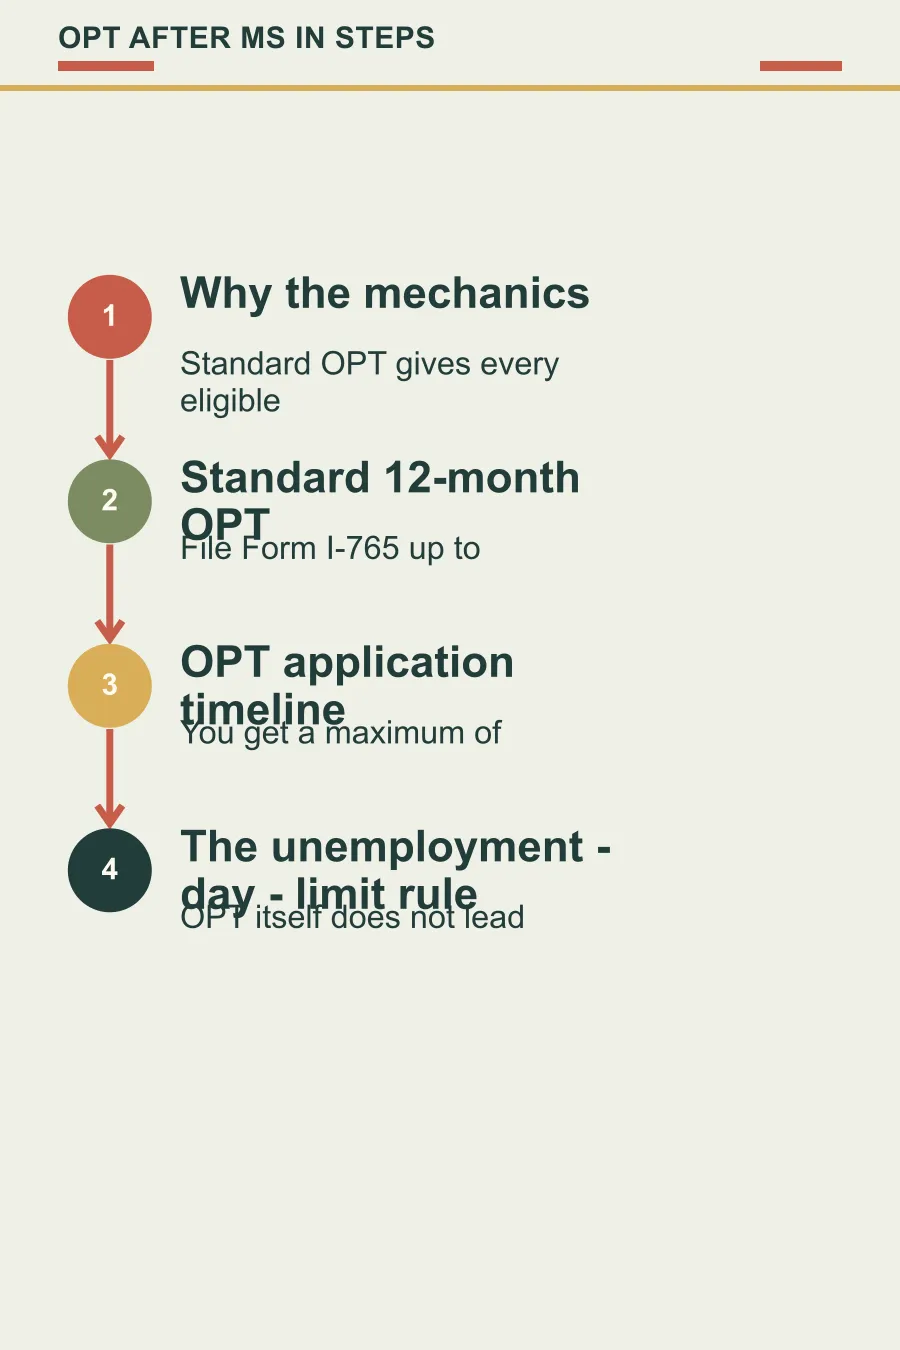 OPT AFTER MS IN STEPS
1
Why the mechanics
Standard OPT gives every
eligible
2
Standard 12-month
OPT
File Form I-765 up to
3
OPT application
timeline
You get a maximum of
4
The unemployment -
day - limit rule
OPT itself does not lead